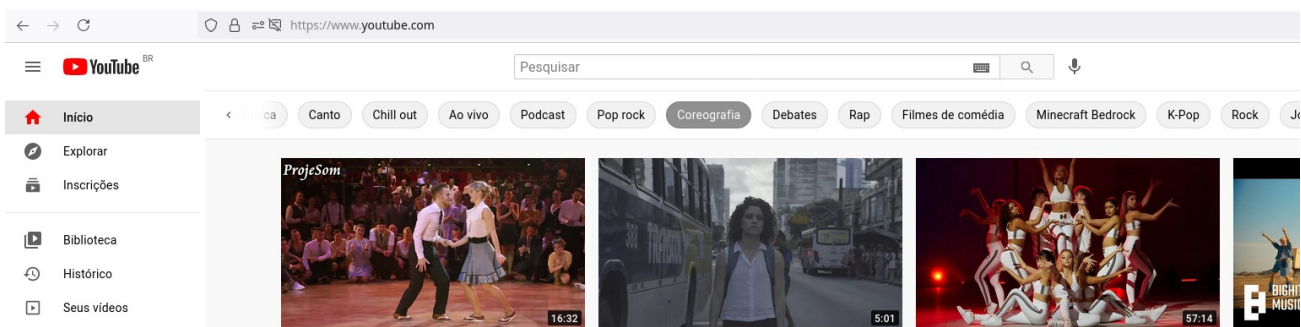 https://www.youtube.com
YouTube BR
Pesquisar
Início
Canto Chill out Ao vivo Podcast Pop rock Coreografia Debates Rap Filmes de comédia Minecraft Bedrock K-Pop Rock
Explorar
Inscrições
ProjeSom
Biblioteca
Histórico
Seus vídeos
16:32
5:01
57:14
BIGHIT
MUSIC